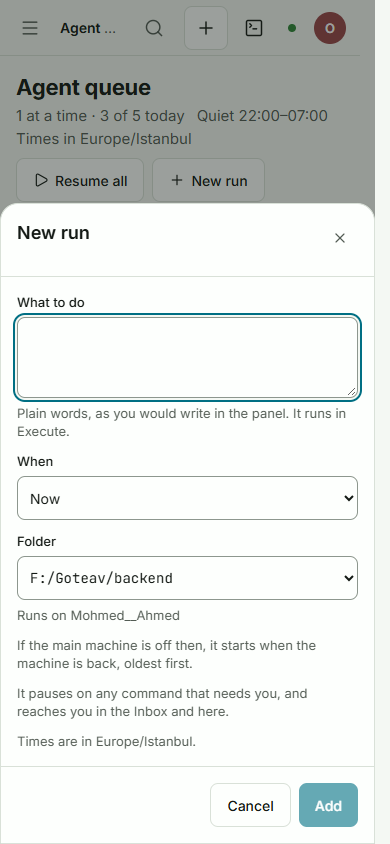 Agent ...
O
Agent queue
1 at a time · 3 of 5 today Quiet 22:00–07:00
Times in Europe/Istanbul
Resume all
New run
New run
What to do
Plain words, as you would write in the panel. It runs in
Execute.
When
Now
Folder
F:/Goteav/backend
Runs on Mohmed__Ahmed
If the main machine is off then, it starts when the
machine is back, oldest first.
It pauses on any command that needs you, and
reaches you in the Inbox and here.
Times are in Europe/Istanbul.
Cancel
Add